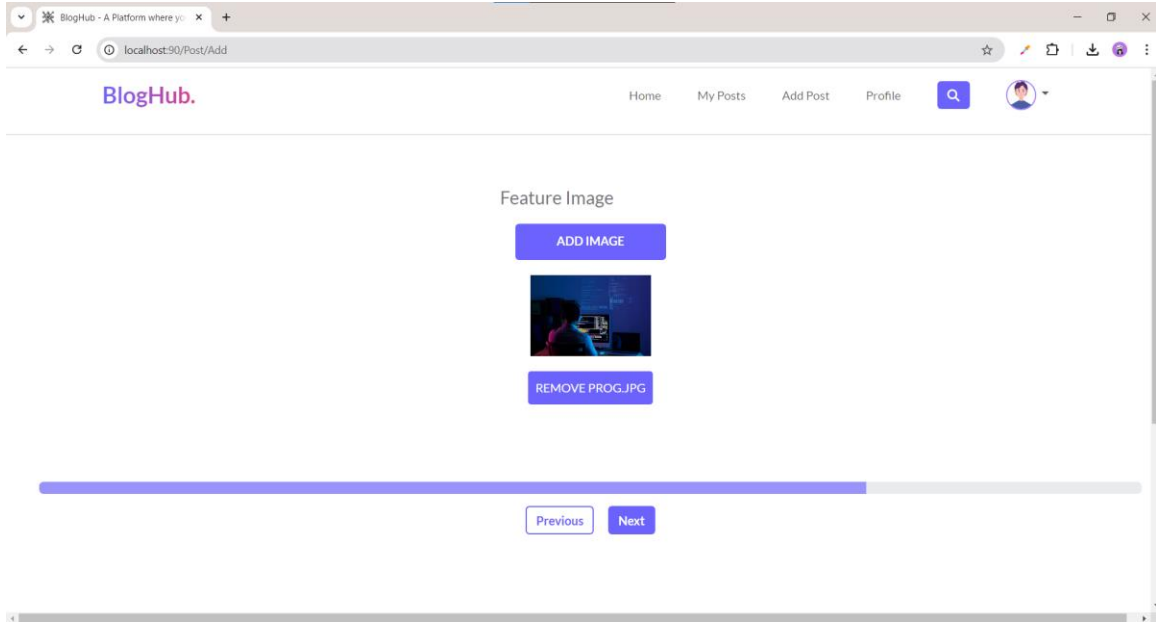 BlogHub - A Platform where yo
localhost:90/Post/Add
BlogHub.
Home My Posts Add Post Profile
Feature Image
ADD IMAGE
REMOVE PROG.JPG
Previous Next